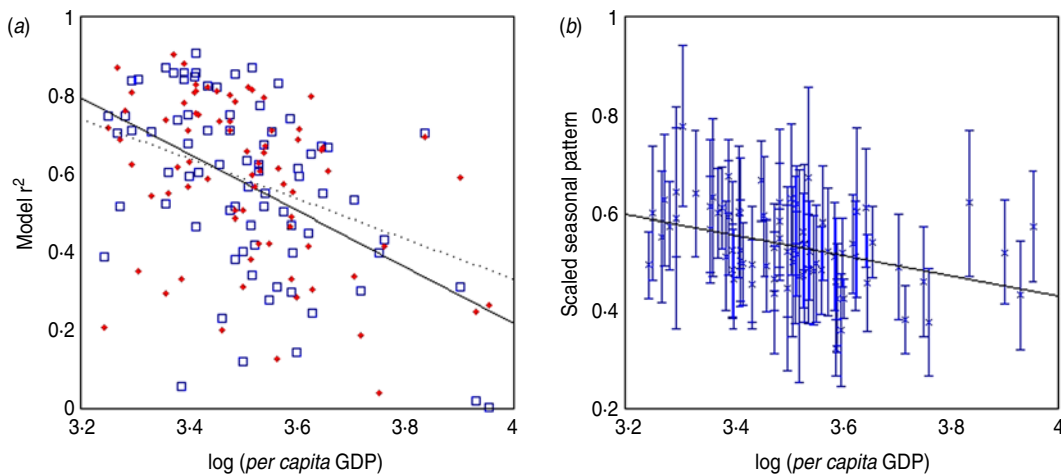 (a)
1
0·8
0·6
0·4
0·2
0
Model r²
3·2 3·4 3·6 3·8 4
log (per capita GDP)
(b)
1
0·8
0·6
0·4
0·2
Scaled seasonal pattern
3·2 3·4 3·6 3·8 4
log (per capita GDP)